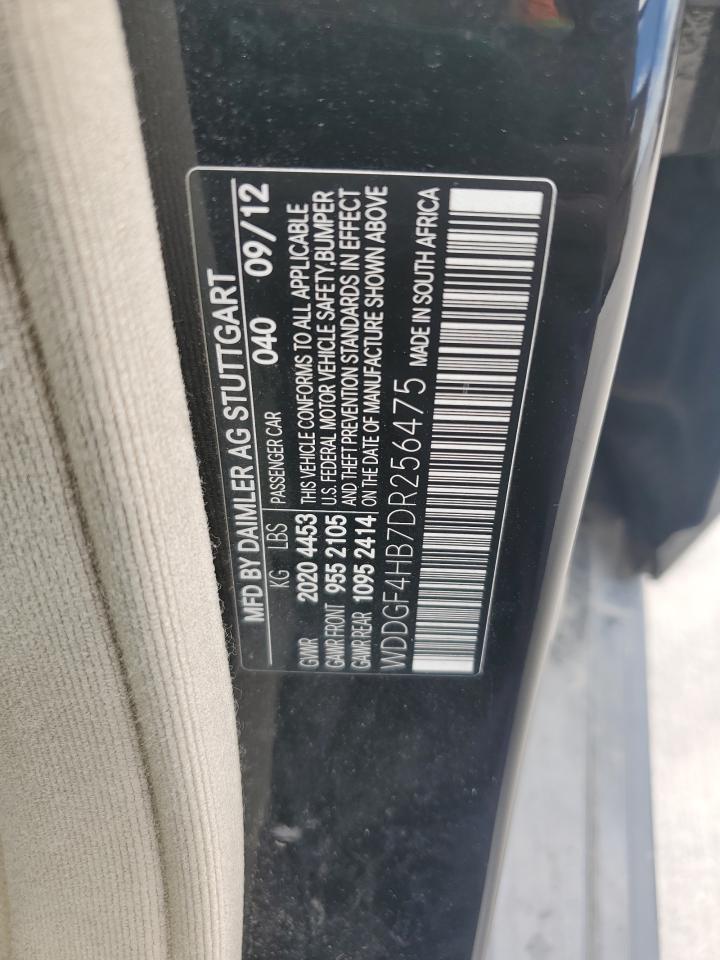 MFD BY DAIMLER AG STUTTGART
040 09/12
KG LBS PASSENGER CAR
GVWR 2020 4453 THIS VEHICLE CONFORMS TO ALL APPLICABLE
GAWR FRONT 955 2105 U.S. FEDERAL MOTOR VEHICLE SAFETY,BUMPER
GAWR REAR 1095 2414 AND THEFT PREVENTION STANDARDS IN EFFECT
ON THE DATE OF MANUFACTURE SHOWN ABOVE
WDDGF4HB7DR256475 MADE IN SOUTH AFRICA